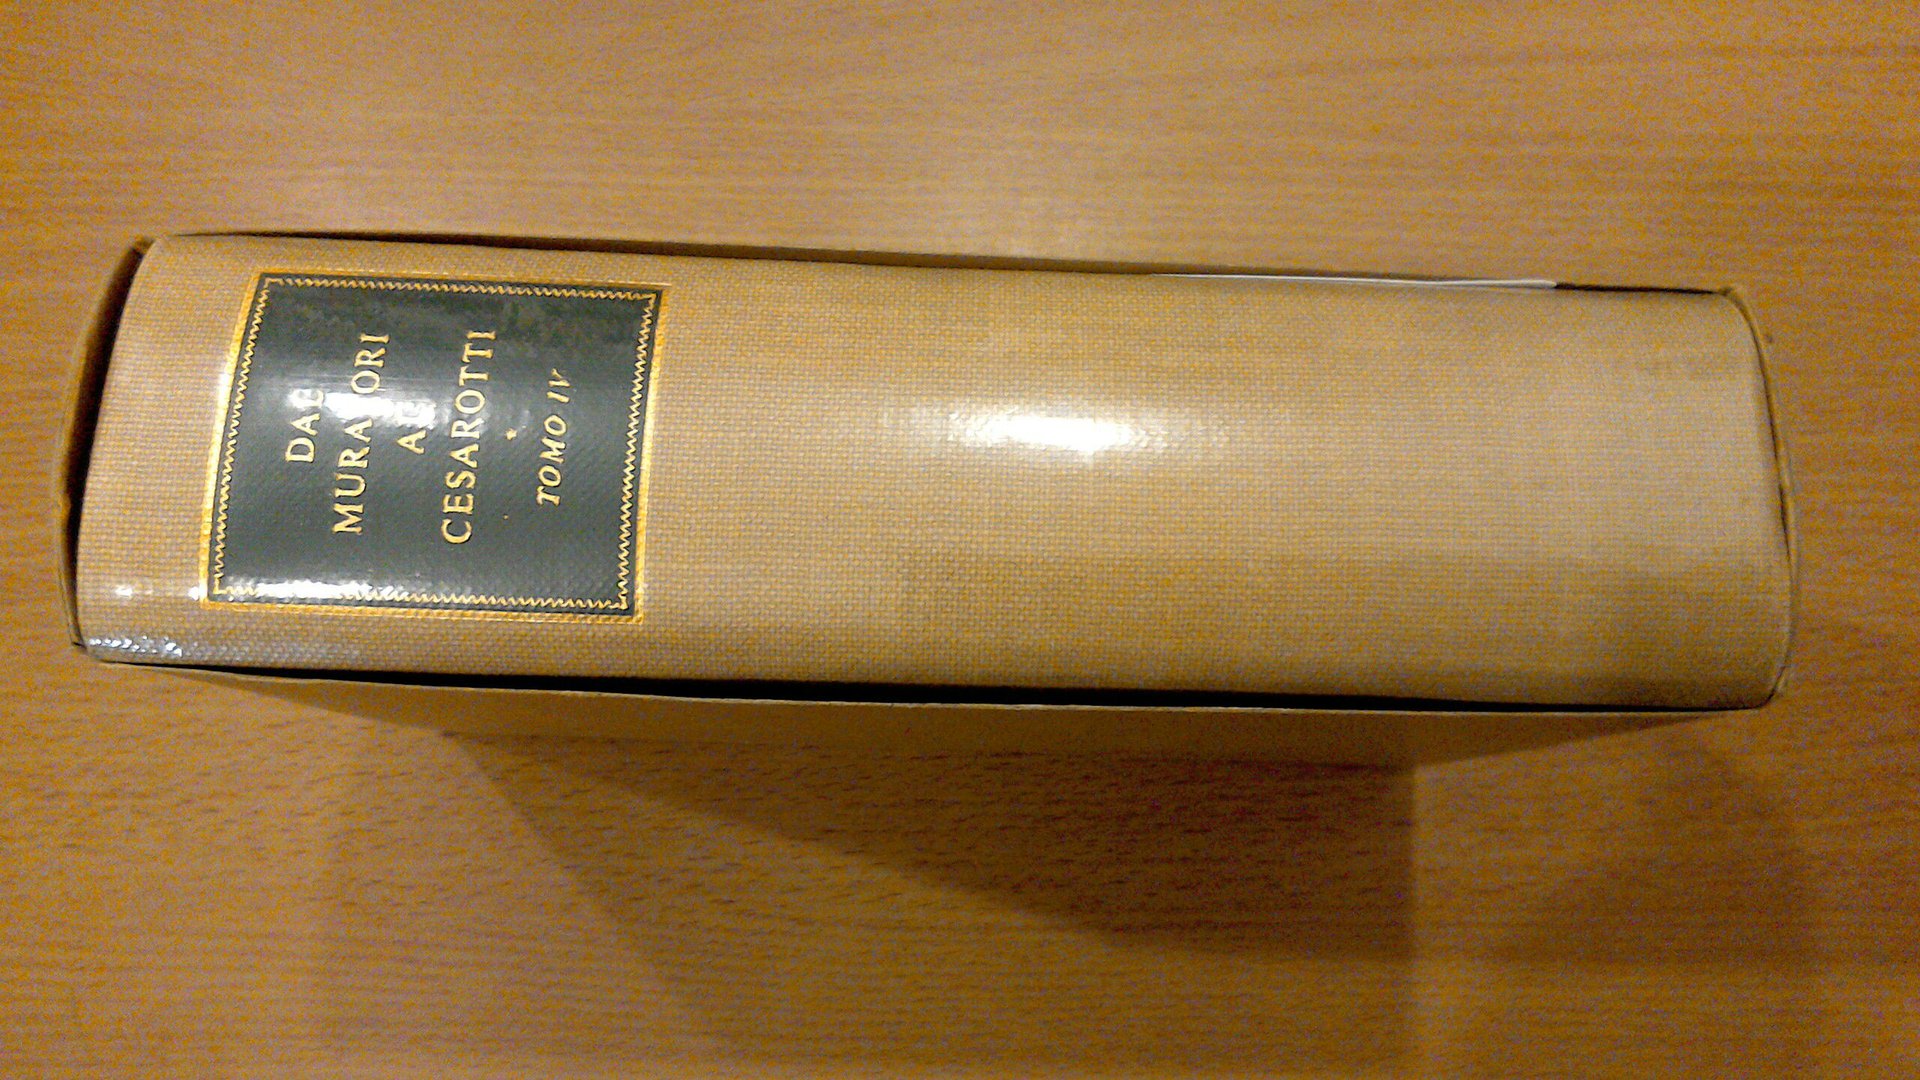 DAL
MURATORI
AL
CESAROTTI
TOMO IV